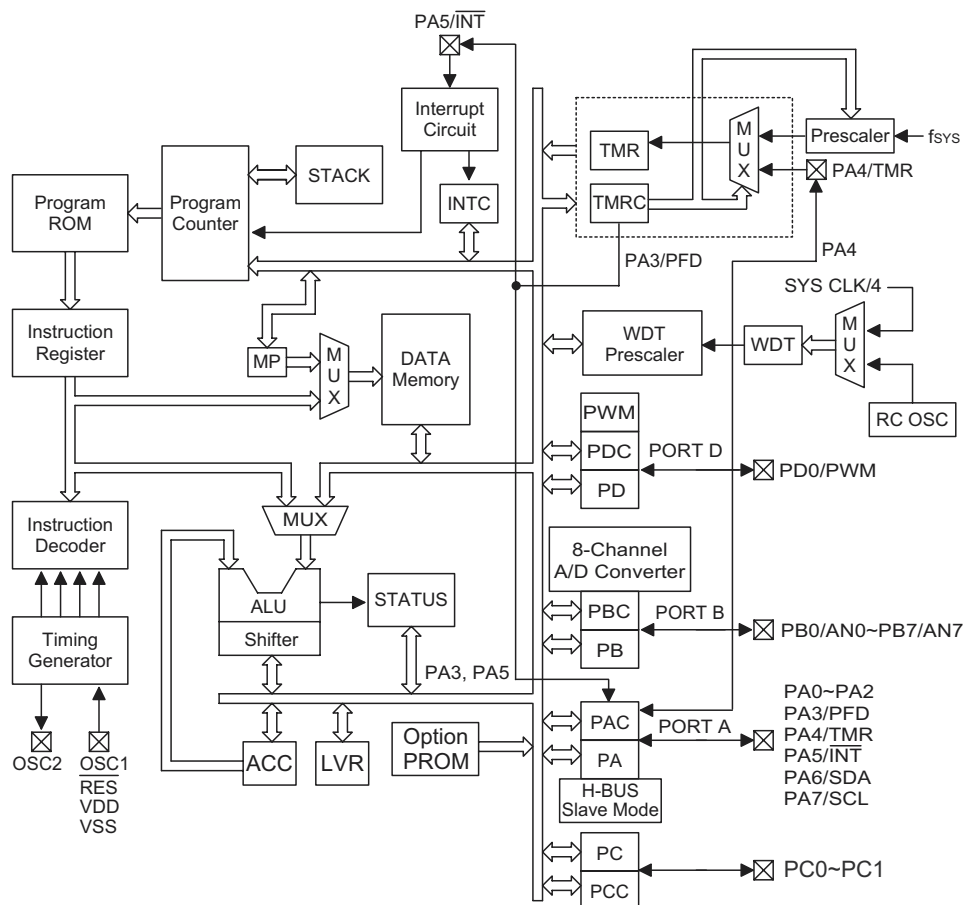 PA5/INT
Interrupt
Circuit
STACK
Program
ROM
Program
Counter
INTC
TMR
TMRC
MUX
Prescaler
fSYS
PA4/TMR
PA3/PFD
PA4
SYS CLK/4
Instruction
Register
MP
MUX
DATA
Memory
WDT
Prescaler
WDT
MUX
RC OSC
PWM
PDC
PD
PORT D
PD0/PWM
Instruction
Decoder
MUX
ALU
Shifter
STATUS
8-Channel
A/D Converter
PBC
PB
PORT B
PB0/AN0~PB7/AN7
Timing
Generator
PA3, PA5
PAC
PA
PORT A
H-BUS
Slave Mode
PA0~PA2
PA3/PFD
PA4/TMR
PA5/INT
PA6/SDA
PA7/SCL
OSC2
OSC1
RES
VDD
VSS
ACC
LVR
Option
PROM
PC
PCC
PC0~PC1